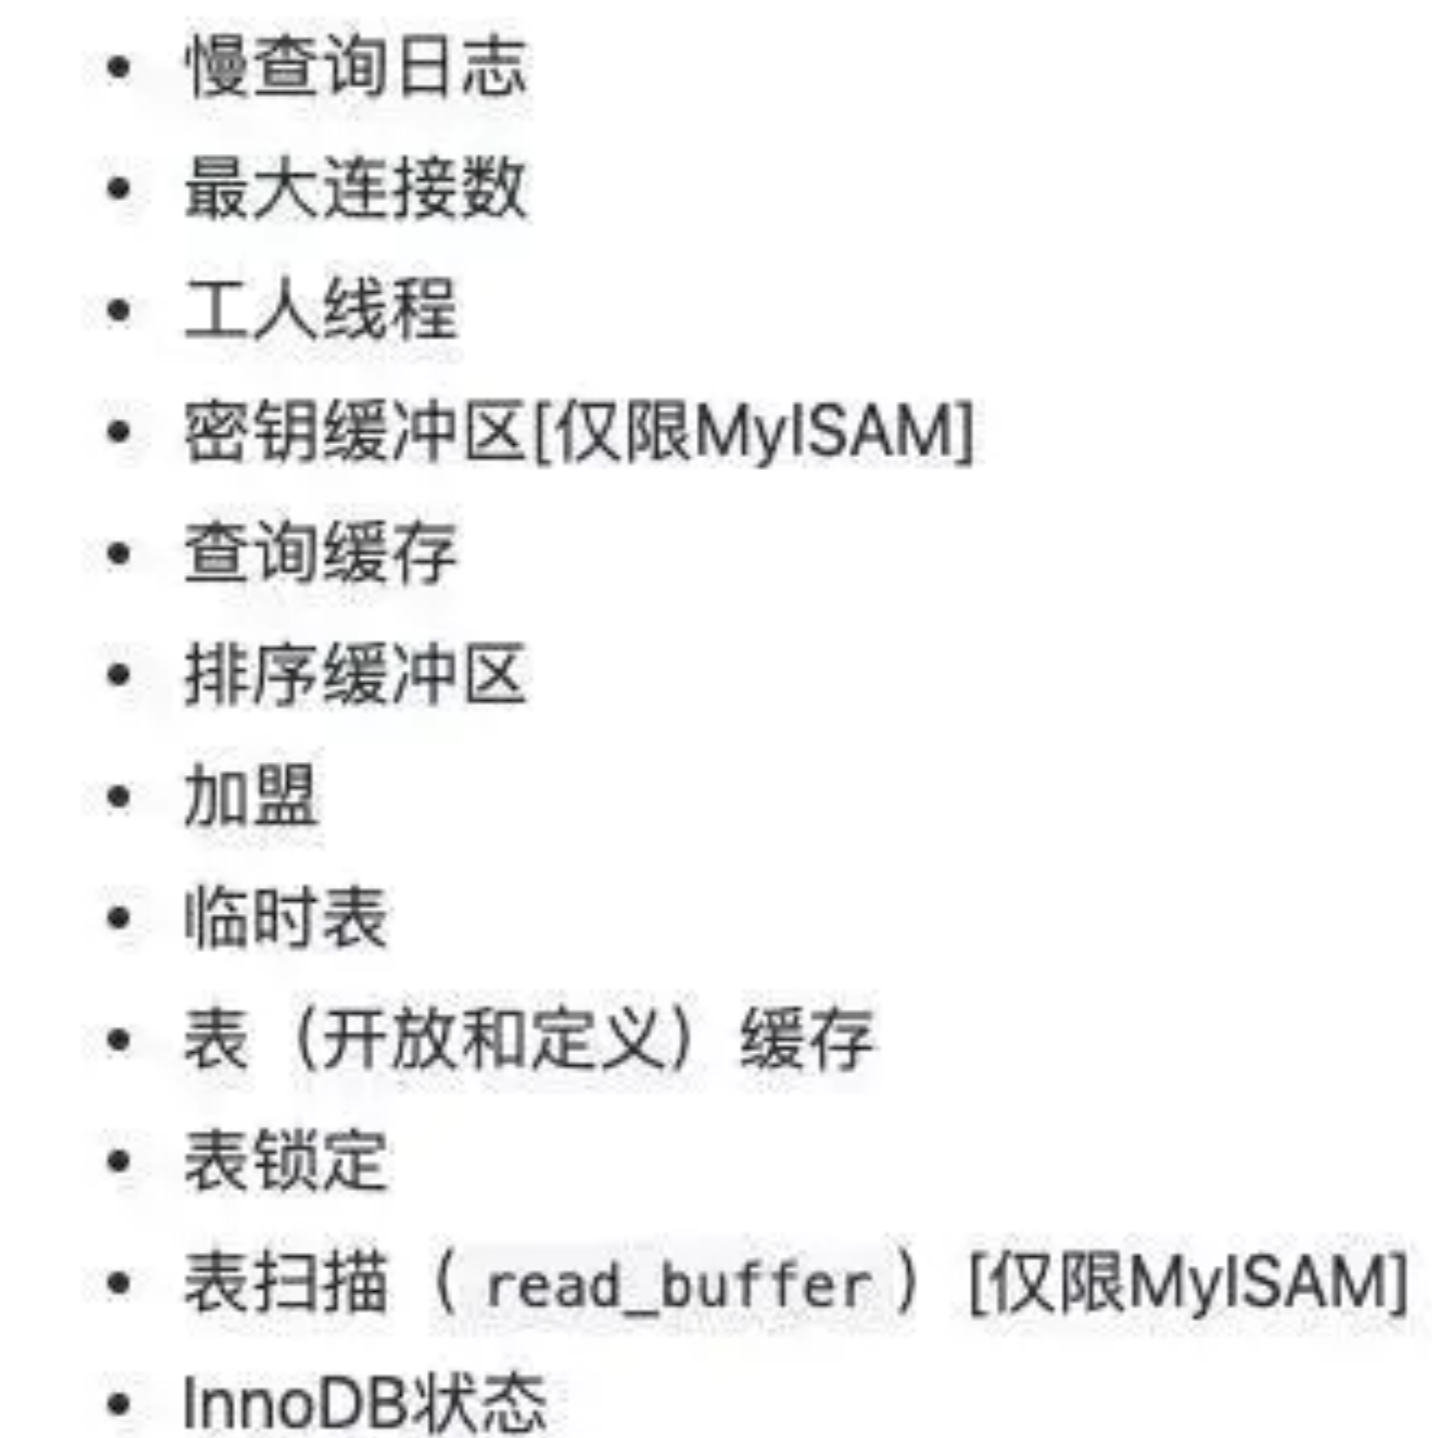 • 慢查询日志
• 最大连接数
• 工人线程
• 密钥缓冲区[仅限MyISAM]
• 查询缓存
• 排序缓冲区
• 加盟
• 临时表
• 表（开放和定义）缓存
• 表锁定
• 表扫描（ read_buffer ）[仅限MyISAM]
• InnoDB状态